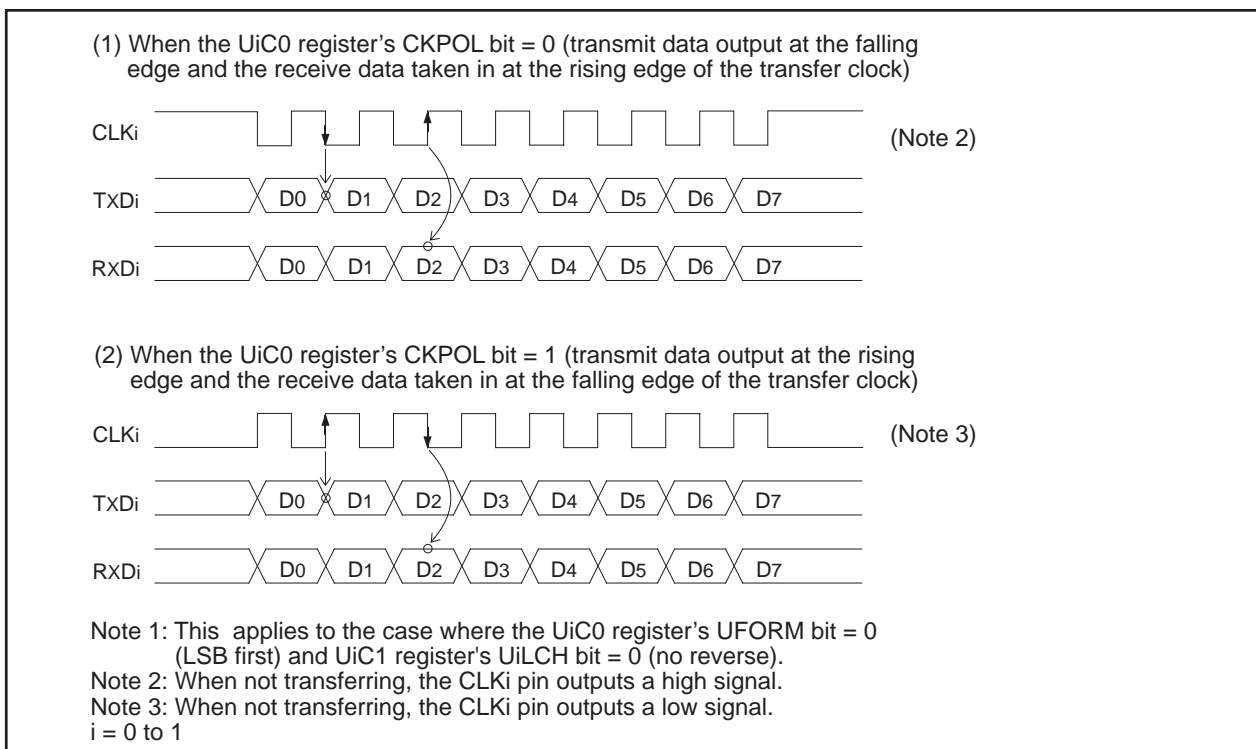 (1) When the UiC0 register's CKPOL bit = 0 (transmit data output at the falling
edge and the receive data taken in at the rising edge of the transfer clock)
CLKi
(Note 2)
TXDi D0 D1 D2 D3 D4 D5 D6 D7
RXDi D0 D1 D2 D3 D4 D5 D6 D7
(2) When the UiC0 register's CKPOL bit = 1 (transmit data output at the rising
edge and the receive data taken in at the falling edge of the transfer clock)
CLKi
(Note 3)
TXDi D0 D1 D2 D3 D4 D5 D6 D7
RXDi D0 D1 D2 D3 D4 D5 D6 D7
Note 1: This applies to the case where the UiC0 register's UFORM bit = 0
(LSB first) and UiC1 register's UiLCH bit = 0 (no reverse).
Note 2: When not transferring, the CLKi pin outputs a high signal.
Note 3: When not transferring, the CLKi pin outputs a low signal.
i = 0 to 1